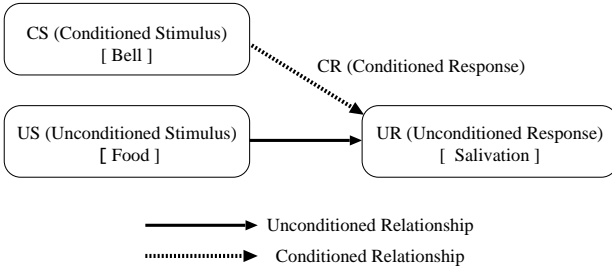 CS (Conditioned Stimulus)
[ Bell ]
CR (Conditioned Response)
US (Unconditioned Stimulus)
[ Food ]
UR (Unconditioned Response)
[ Salivation ]
Unconditioned Relationship
Conditioned Relationship